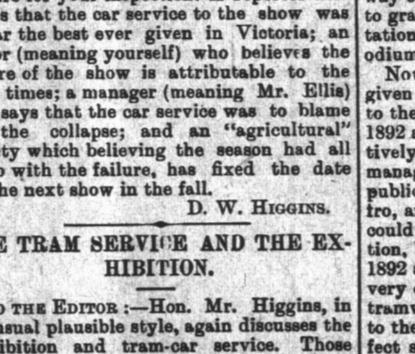 s that the car service to the show was
ar the best ever given in Victoria; an
or (meaning yourself) who believes the
re of the show is attributable to the
times; a manager (meaning Mr. Ellis)
says that the car service was to blame
the collapse; and an "agricultural"
ty which believing the season had all
o with the failure, has fixed the date
he next show in the fall.
D. W. HIGGINS.
E TRAM SERVICE AND THE EX-
HIBITION.
O THE EDITOR :—Hon. Mr. Higgins, in
usual plausible style, again discusses the
ibition and tram-car service. Those
to gra
tation
odium
No
given
to the
1892
tively
manag
public
fro, a
could
tion,
1892
very
tramw
to the
fect